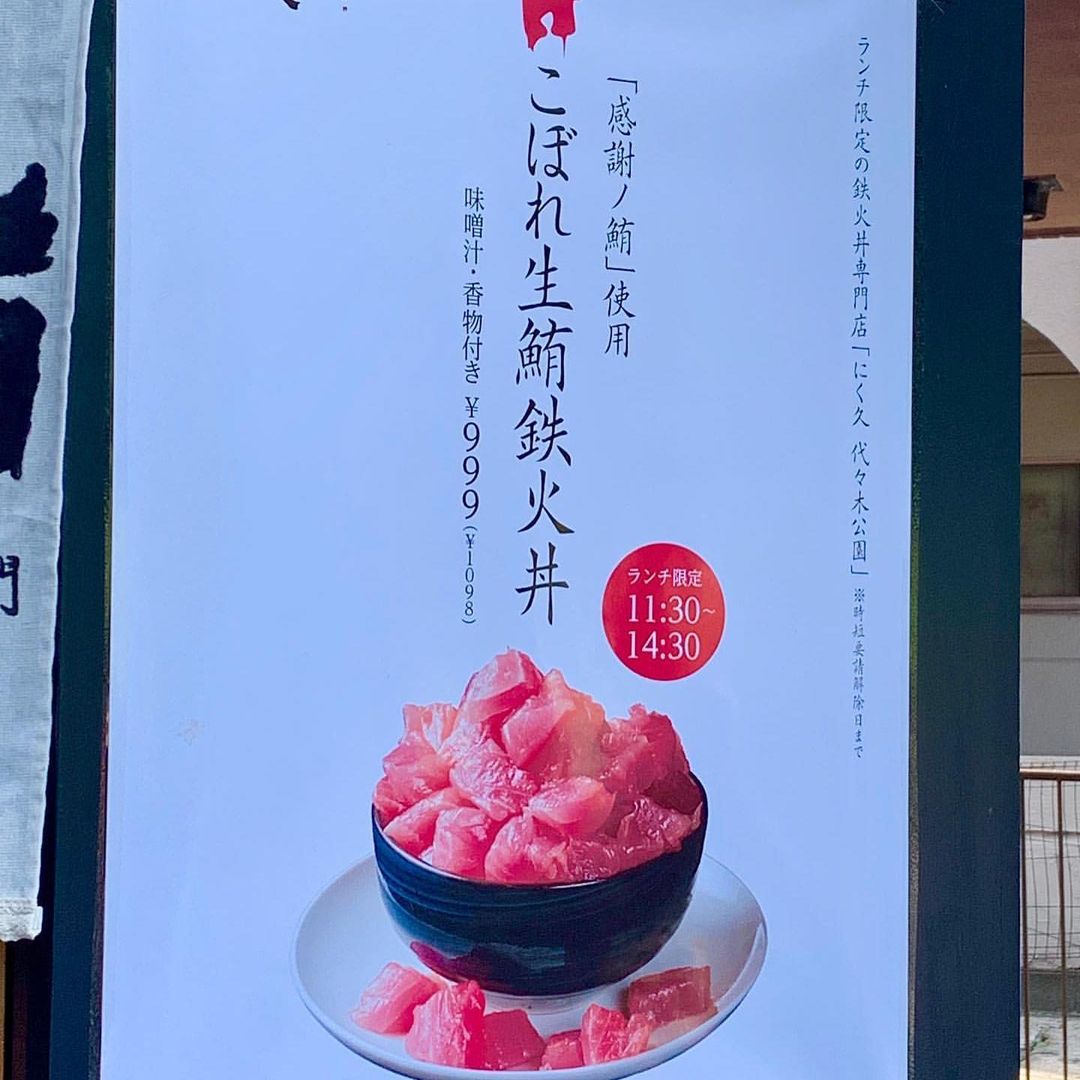 ランチ限定の鉄火丼専門店「にく久 代々木公園」※時短要請解除日まで
「感謝ノ鮪」使用
こぼれ生鮪鉄火丼
味噌汁・香物付き ¥999(¥1098)
ランチ限定
11:30~
14:30
門